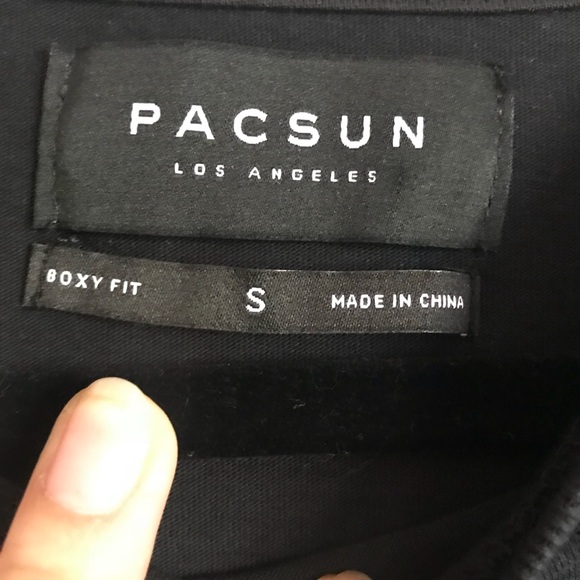 PACSUN
LOS ANGELES
BOXY FIT S MADE IN CHINA